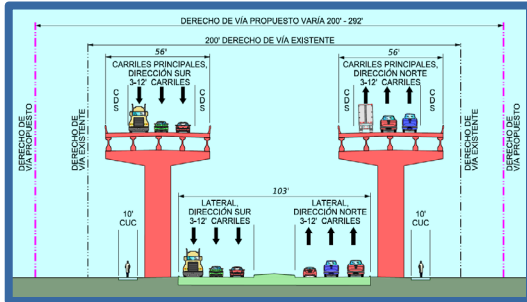 DERECHO DE VÍA PROPUESTO VARÍA 200' - 292'
200' DERECHO DE VÍA EXISTENTE
56'
56'
CARRILES PRINCIPALES,
DIRECCIÓN SUR
3-12' CARRILES
CARRILES PRINCIPALES,
DIRECCIÓN NORTE
3-12' CARRILES
CDS
CDS
CDS
CDS
DERECHO DE
VÍA PROPUESTO
DERECHO DE
VÍA EXISTENTE
DERECHO DE
VÍA EXISTENTE
DERECHO DE
VÍA PROPUESTO
103'
LATERAL,
DIRECCIÓN SUR
3-12' CARRILES
LATERAL,
DIRECCIÓN NORTE
3-12' CARRILES
10'
CUC
10'
CUC